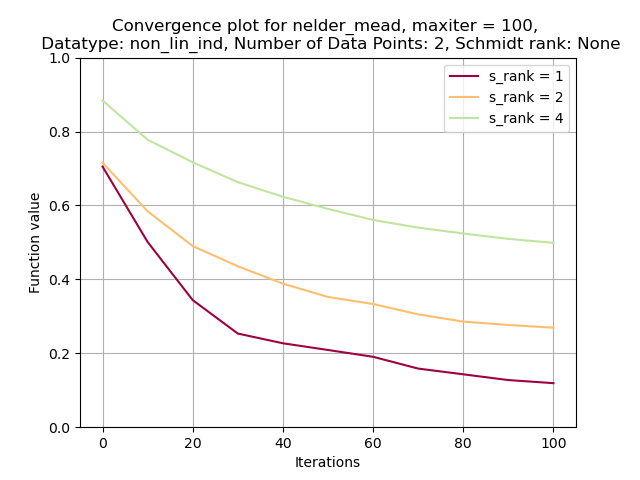 Convergence plot for nelder_mead, maxiter = 100,
Datatype: non_lin_ind, Number of Data Points: 2, Schmidt rank: None
s_rank = 1
s_rank = 2
s_rank = 4
Function value
1.0
0.8
0.6
0.4
0.2
0.0
0 20 40 60 80 100
Iterations